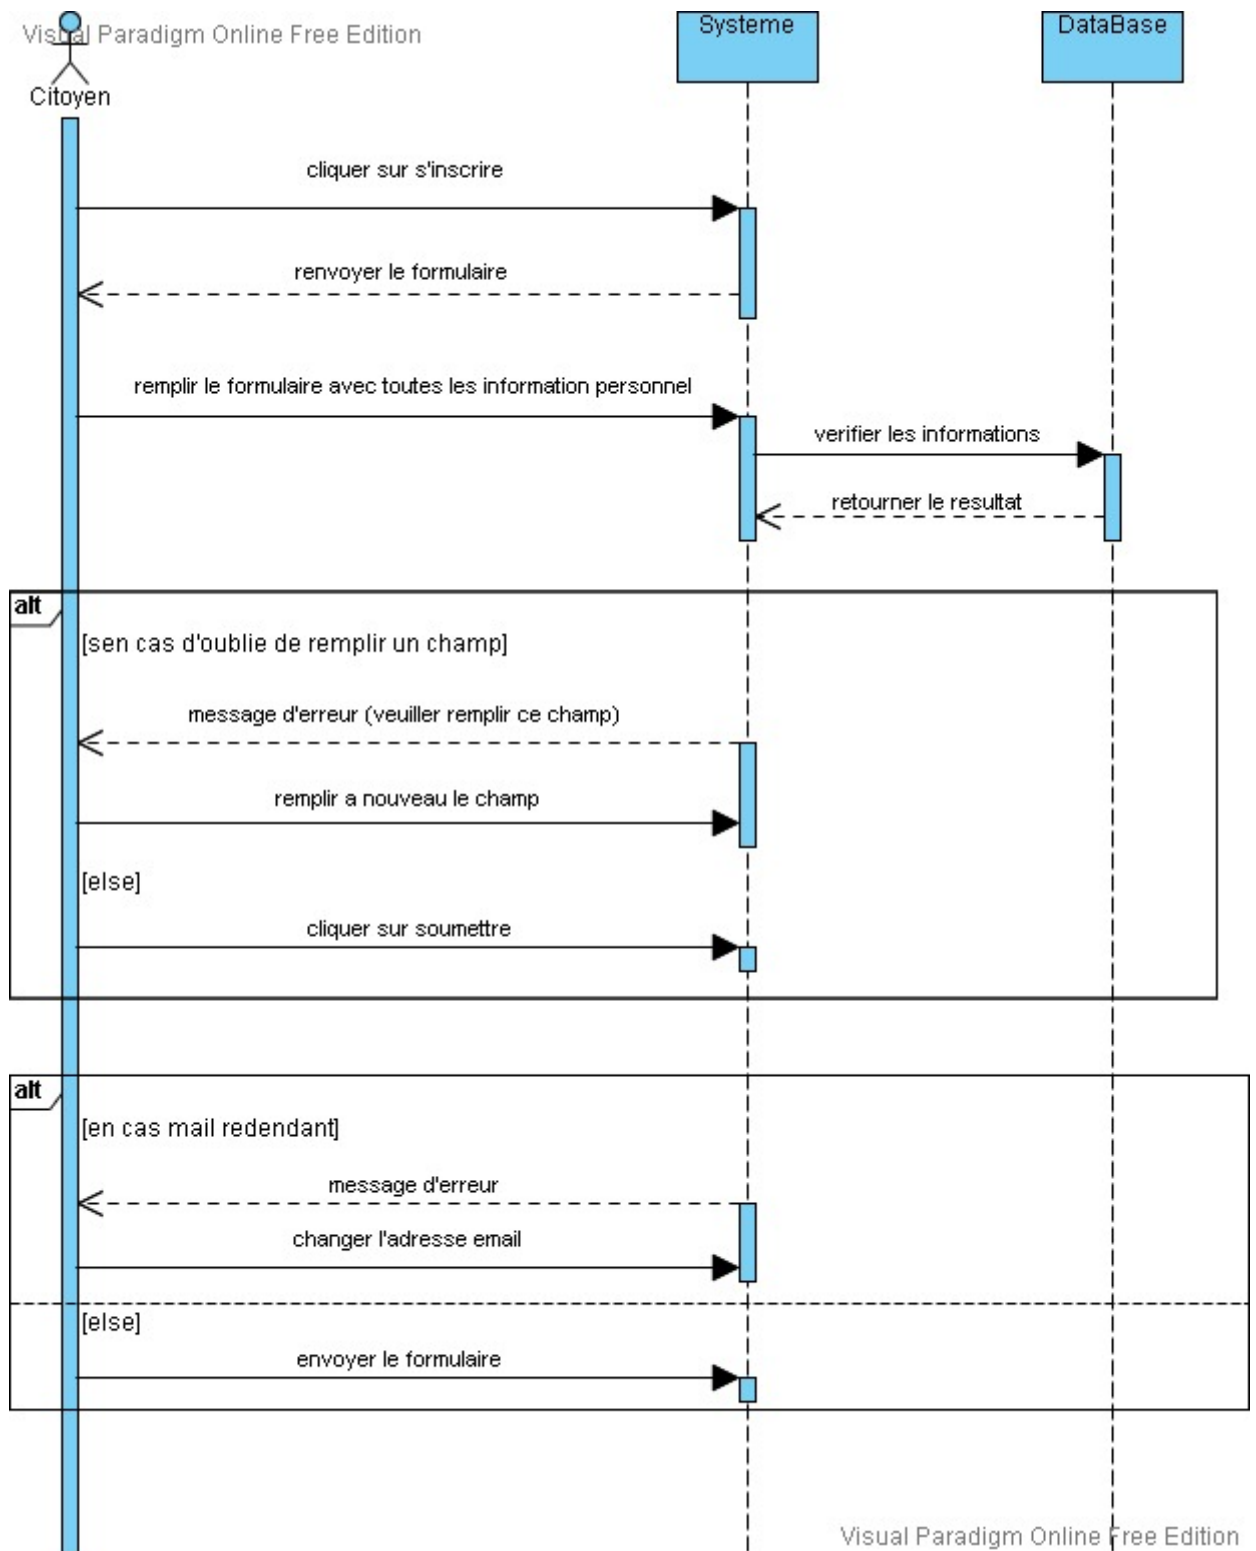 Visual Paradigm Online Free Edition
Systeme
DataBase
Citoyen
cliquer sur s'inscrire
renvoyer le formulaire
remplir le formulaire avec toutes les information personnel
verifier les informations
retourner le resultat
alt
[sen cas d'oublie de remplir un champ]
message d'erreur (veuiller remplir ce champ)
remplir a nouveau le champ
[else]
cliquer sur soumettre
alt
[en cas mail redendant]
message d'erreur
changer l'adresse email
[else]
envoyer le formulaire
Visual Paradigm Online Free Edition